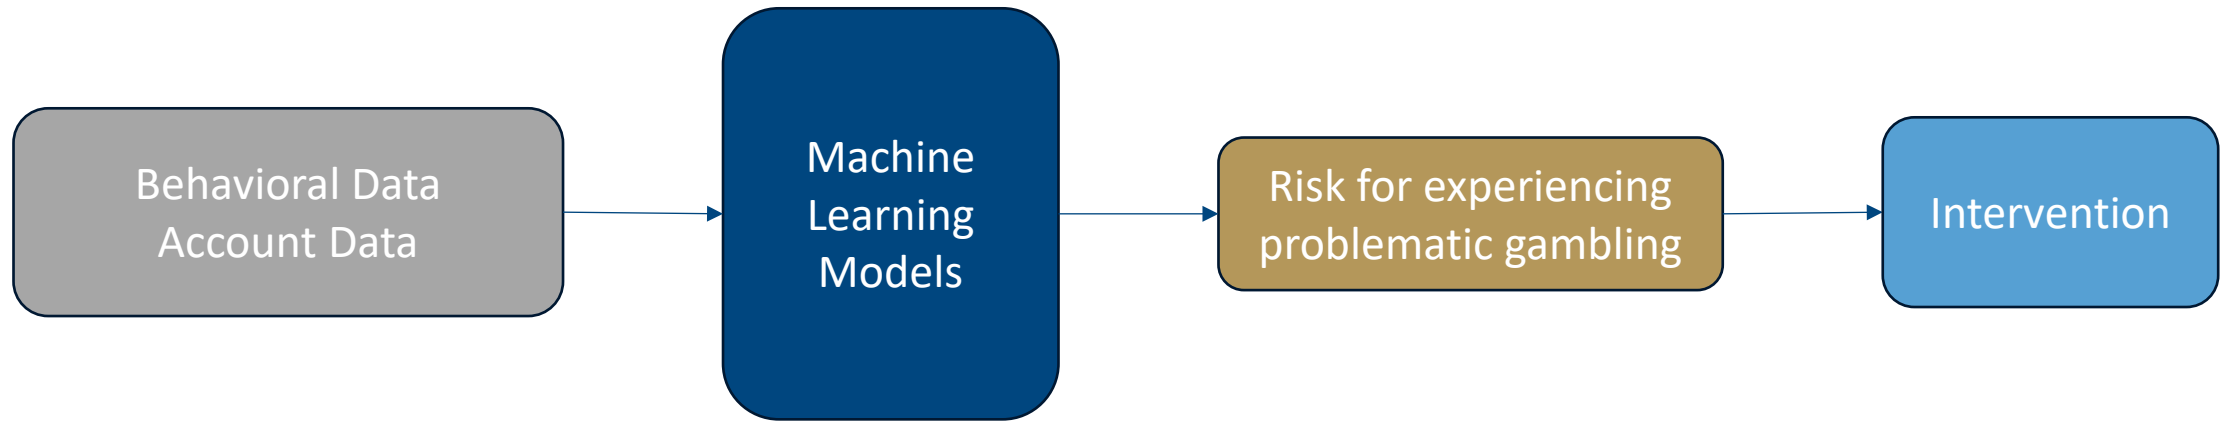 Behavioral Data
Account Data
Machine
Learning
Models
Risk for experiencing
problematic gambling
Intervention